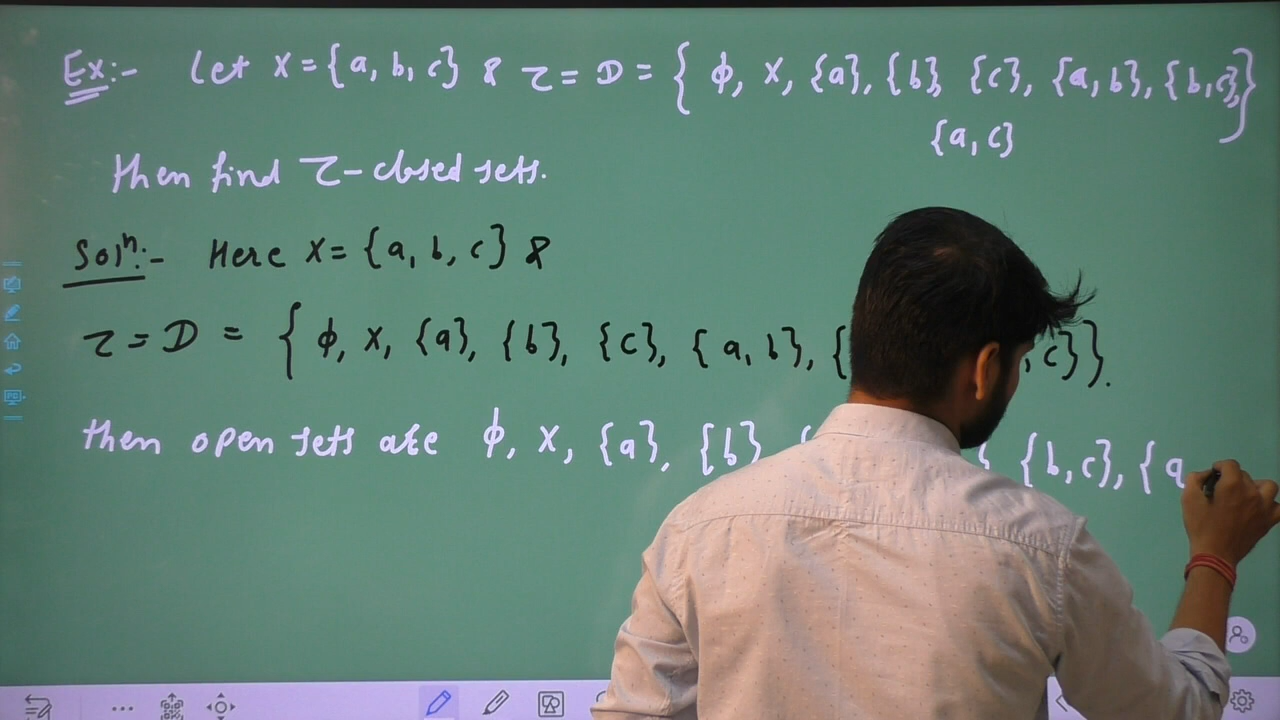 Ex:- Let X = {a, b, c} & τ = D = { ϕ, X, {a}, {b} {c}, {a, b}, {b, c},}
{a, c}
then find τ-closed sets.
Solⁿ:- Here X = {a, b, c} &
τ = D = { ϕ, X, {a}, {b}, {c}, {a, b}, { , c}}.
then open sets are ϕ, X, {a}, {b} { } {b, c}, {a